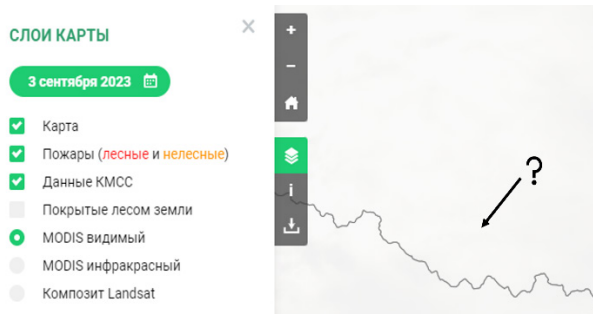 СЛОИ КАРТЫ
3 сентября 2023
Карта
Пожары (лесные и нелесные)
Данные КМСС
Покрытые лесом земли
MODIS видимый
MODIS инфракрасный
Композит Landsat
+
−
i
?